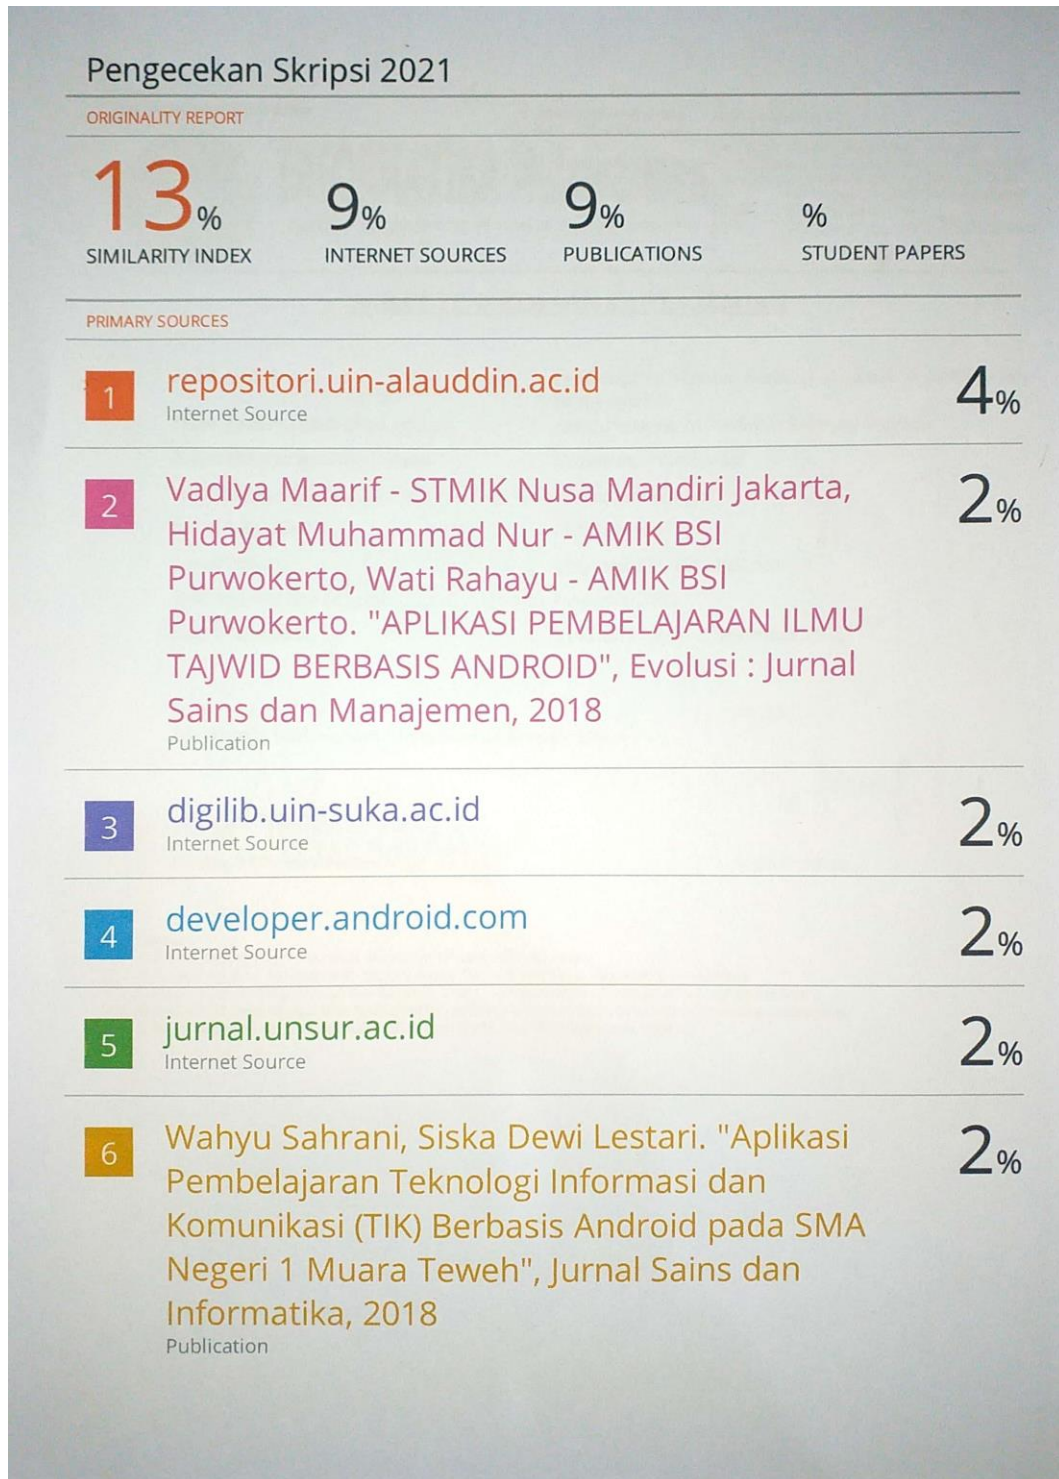 Pengecekan Skripsi 2021
ORIGINALITY REPORT
13% 9% 9% %
SIMILARITY INDEX INTERNET SOURCES PUBLICATIONS STUDENT PAPERS
PRIMARY SOURCES
1 repositori.uin-alauddin.ac.id 4%
Internet Source
2 Vadlya Maarif - STMIK Nusa Mandiri Jakarta, 2%
Hidayat Muhammad Nur - AMIK BSI
Purwokerto, Wati Rahayu - AMIK BSI
Purwokerto. "APLIKASI PEMBELAJARAN ILMU
TAJWID BERBASIS ANDROID", Evolusi : Jurnal
Sains dan Manajemen, 2018
Publication
3 digilib.uin-suka.ac.id 2%
Internet Source
4 developer.android.com 2%
Internet Source
5 jurnal.unsur.ac.id 2%
Internet Source
6 Wahyu Sahrani, Siska Dewi Lestari. "Aplikasi 2%
Pembelajaran Teknologi Informasi dan
Komunikasi (TIK) Berbasis Android pada SMA
Negeri 1 Muara Teweh", Jurnal Sains dan
Informatika, 2018
Publication